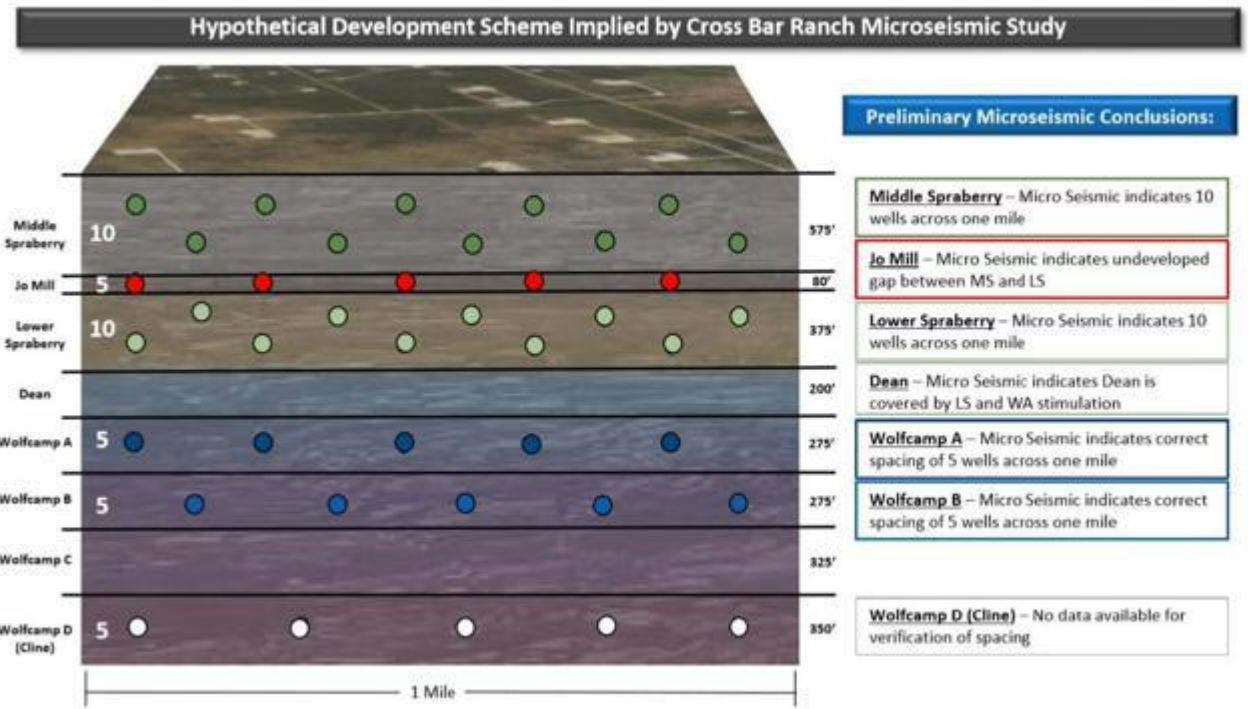 Hypothetical Development Scheme Implied by Cross Bar Ranch Microseismic Study
Preliminary Microseismic Conclusions:
Middle
Spraberry
10
575'
Middle Spraberry – Micro Seismic indicates 10
wells across one mile
Jo Mill
5
80'
Jo Mill – Micro Seismic indicates undeveloped
gap between MS and LS
Lower
Spraberry
10
375'
Lower Spraberry – Micro Seismic indicates 10
wells across one mile
Dean
200'
Dean – Micro Seismic indicates Dean is
covered by LS and WA stimulation
Wolfcamp A
5
275'
Wolfcamp A – Micro Seismic indicates correct
spacing of 5 wells across one mile
Wolfcamp B
5
275'
Wolfcamp B – Micro Seismic indicates correct
spacing of 5 wells across one mile
Wolfcamp C
325'
Wolfcamp D
(Cline)
5
350'
Wolfcamp D (Cline) – No data available for
verification of spacing
1 Mile